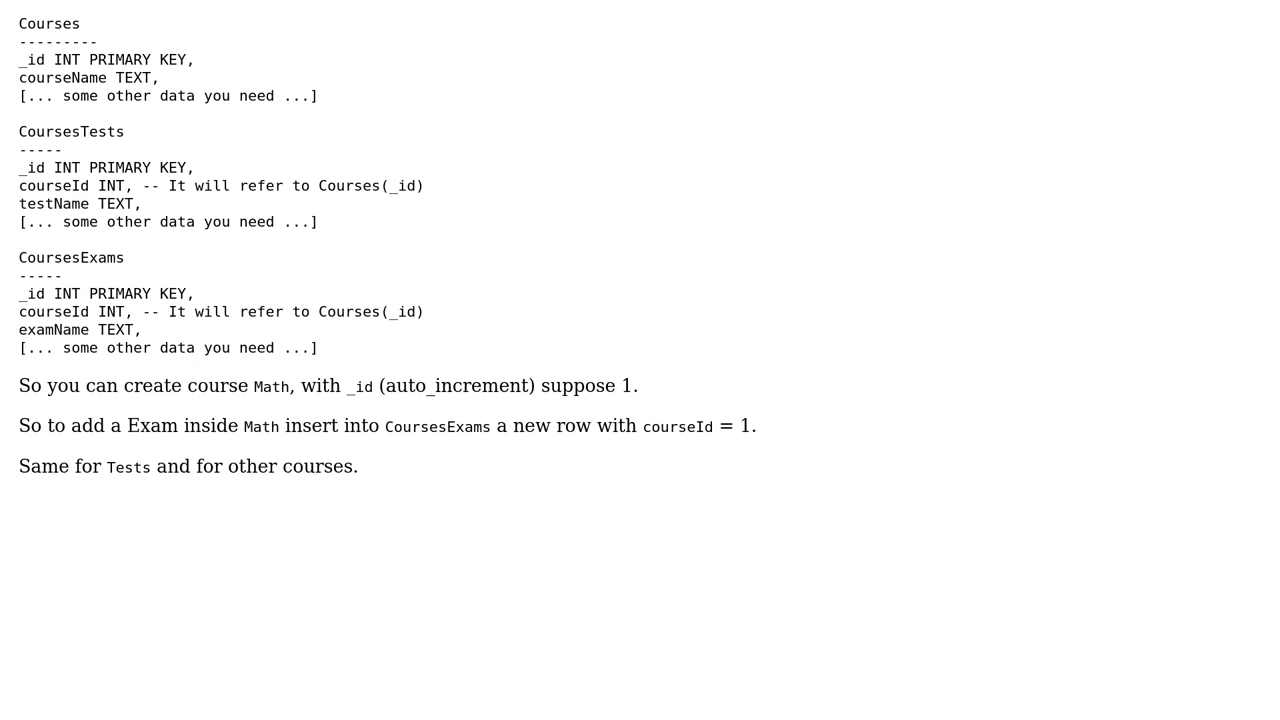 Courses
---------
_id INT PRIMARY KEY,
courseName TEXT,
[... some other data you need ...]
CoursesTests
-----
_id INT PRIMARY KEY,
courseId INT, -- It will refer to Courses(_id)
testName TEXT,
[... some other data you need ...]
CoursesExams
-----
_id INT PRIMARY KEY,
courseId INT, -- It will refer to Courses(_id)
examName TEXT,
[... some other data you need ...]
So you can create course Math, with _id (auto_increment) suppose 1.
So to add a Exam inside Math insert into CoursesExams a new row with courseId = 1.
Same for Tests and for other courses.